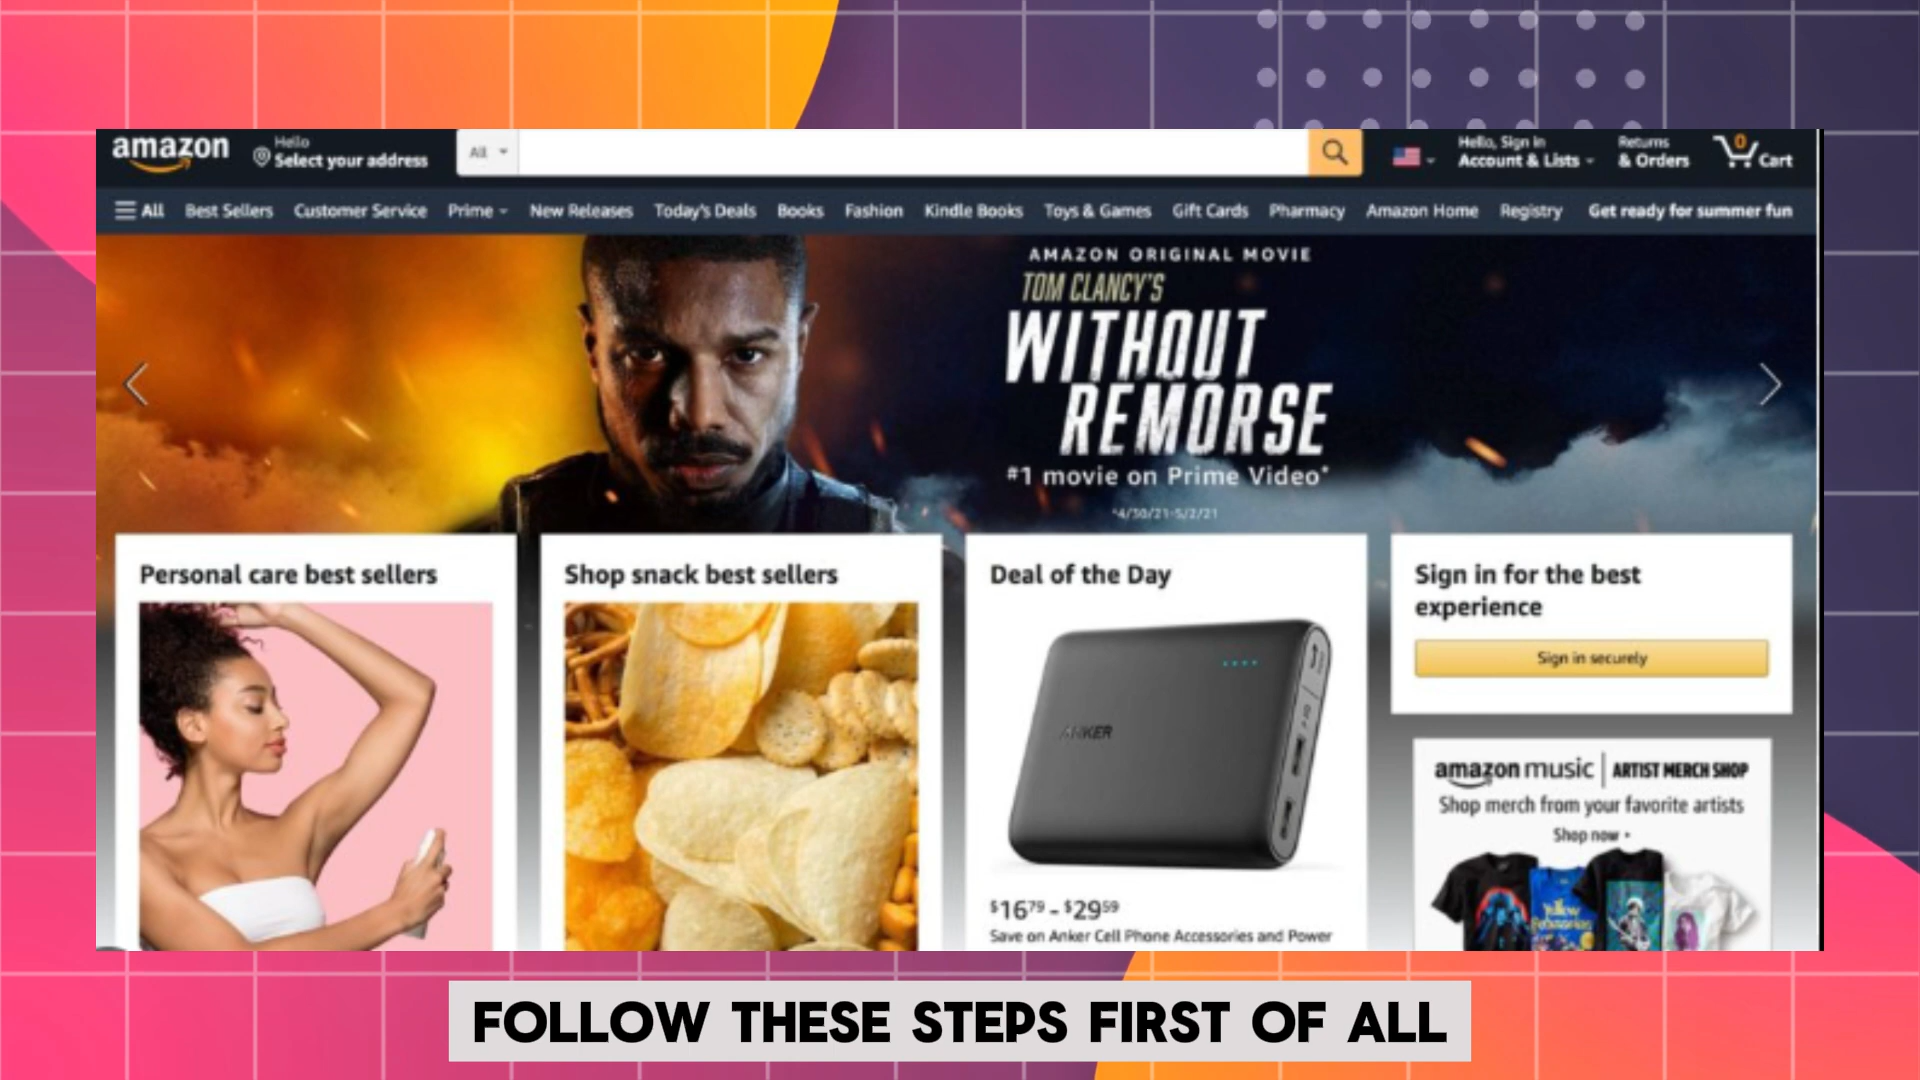 amazon
Hello
Select your address
All
Hello, Sign in
Account & Lists
Returns
& Orders
0
Cart
All Best Sellers Customer Service Prime New Releases Today's Deals Books Fashion Kindle Books Toys & Games Gift Cards Pharmacy Amazon Home Registry Get ready for summer fun
AMAZON ORIGINAL MOVIE
TOM CLANCY'S
WITHOUT
REMORSE
#1 movie on Prime Video*
*4/30/21-5/2/21
Personal care best sellers
Shop snack best sellers
Deal of the Day
ANKER
$1679 - $2959
Save on Anker Cell Phone Accessories and Power
Sign in for the best
experience
Sign in securely
amazon music | ARTIST MERCH SHOP
Shop merch from your favorite artists
Shop now
Yellow
Submarine
FOLLOW THESE STEPS FIRST OF ALL